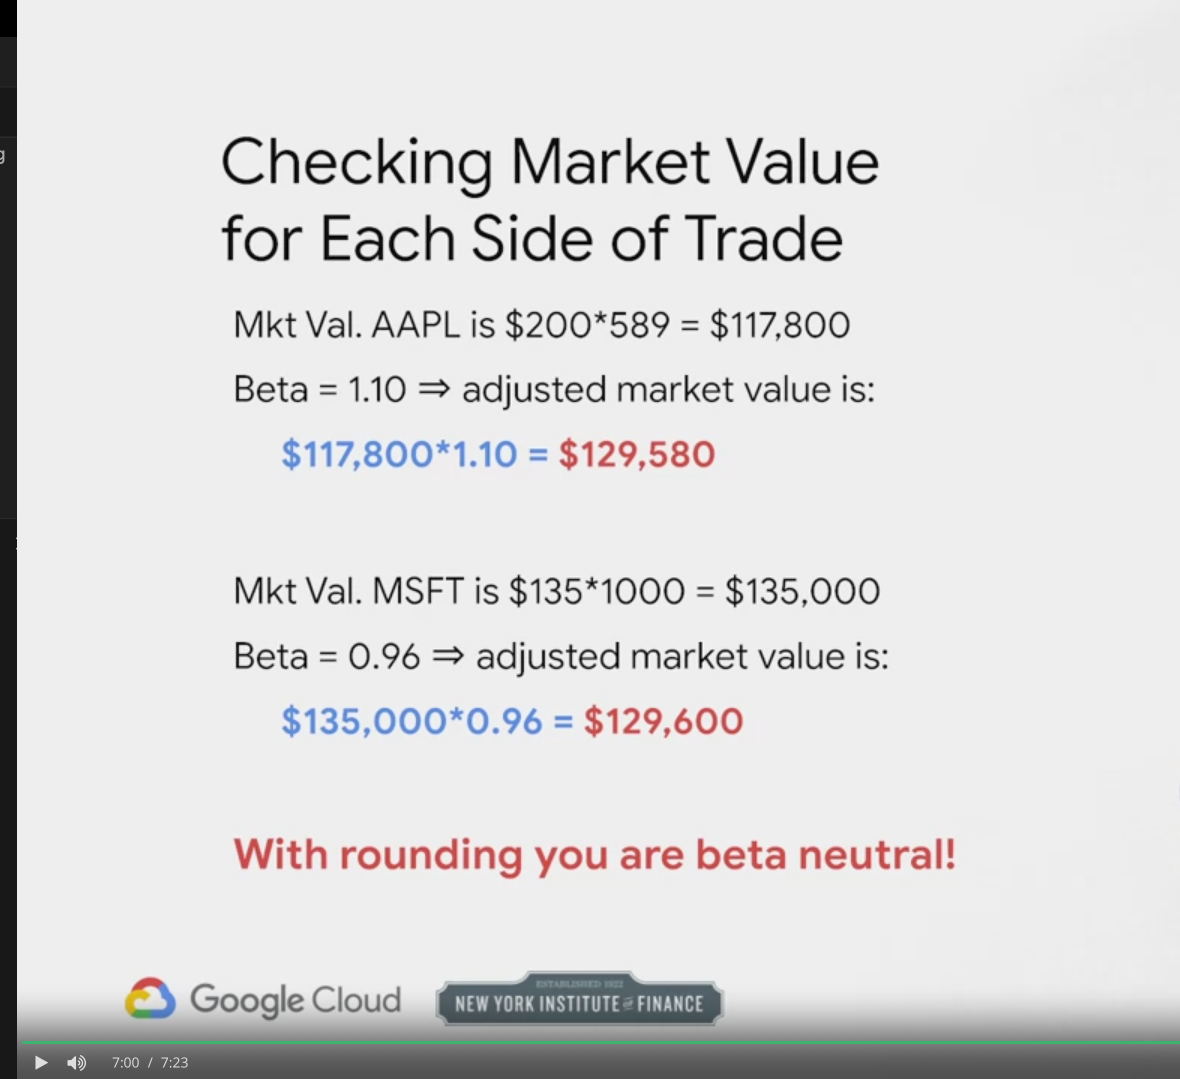 g
Checking Market Value
for Each Side of Trade
Mkt Val. AAPL is $200*589 = $117,800
Beta = 1.10 ⇒ adjusted market value is:
$117,800*1.10 = $129,580
Mkt Val. MSFT is $135*1000 = $135,000
Beta = 0.96 ⇒ adjusted market value is:
$135,000*0.96 = $129,600
With rounding you are beta neutral!
Google Cloud
ESTABLISHED 1922
NEW YORK INSTITUTE OF FINANCE
7:00 / 7:23